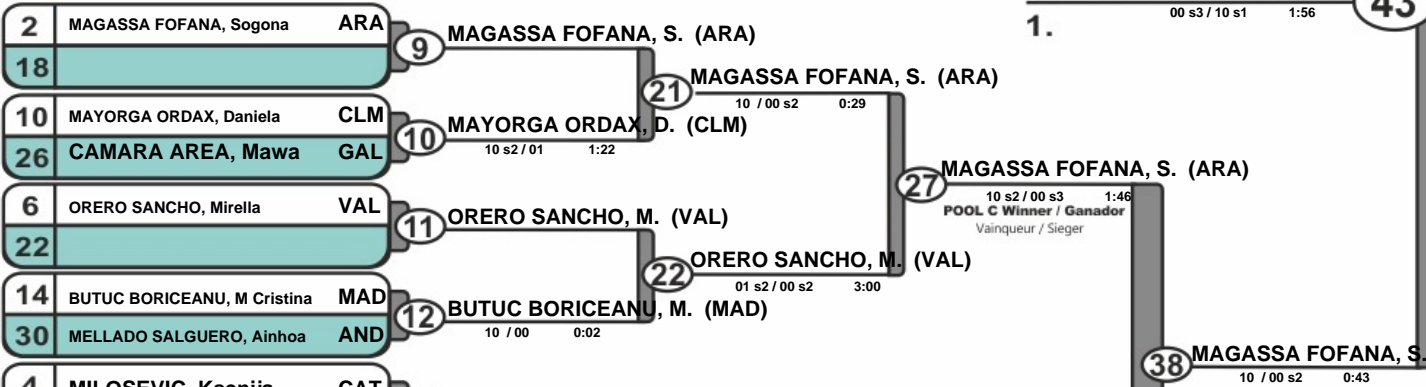 2 MAGASSA FOFANA, Sogona ARA
18
9
MAGASSA FOFANA, S. (ARA)
10 MAYORGA ORDAX, Daniela CLM
26 CAMARA AREA, Mawa GAL
10
MAYORGA ORDAX, D. (CLM)
10 s2 / 01 1:22
21
MAGASSA FOFANA, S. (ARA)
10 / 00 s2 0:29
6 ORERO SANCHO, Mirella VAL
22
11
ORERO SANCHO, M. (VAL)
14 BUTUC BORICEANU, M Cristina MAD
30 MELLADO SALGUERO, Ainhoa AND
12
BUTUC BORICEANU, M. (MAD)
10 / 00 0:02
22
ORERO SANCHO, M. (VAL)
01 s2 / 00 s2 3:00
27
MAGASSA FOFANA, S. (ARA)
10 s2 / 00 s3 1:46
POOL C Winner / Ganador
Vainqueur / Sieger
00 s3 / 10 s1 1:56
43
1.
38
MAGASSA FOFANA, S.
10 / 00 s2 0:43
4 MILOSEVIC, Ksenija CAT